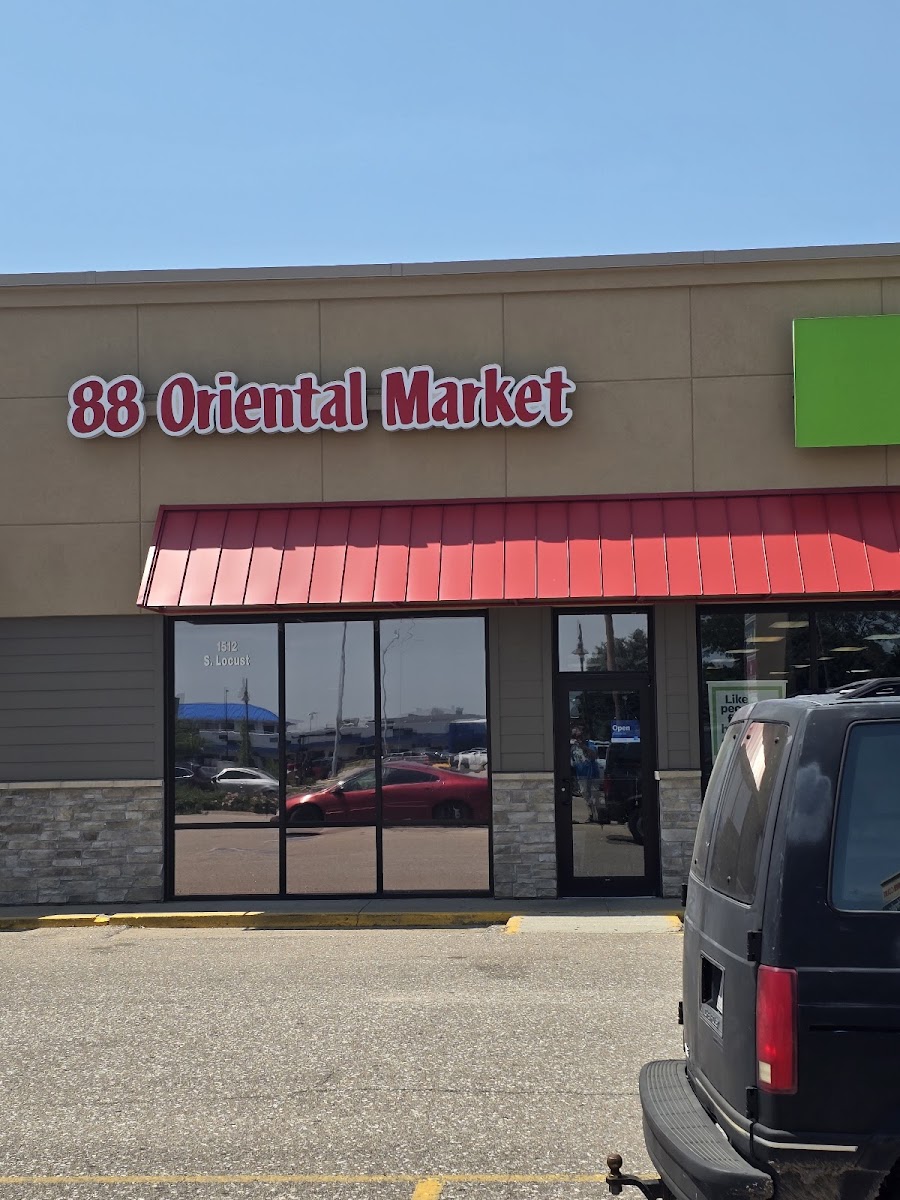 88 Oriental Market
1512
S. Locust
Open
Like